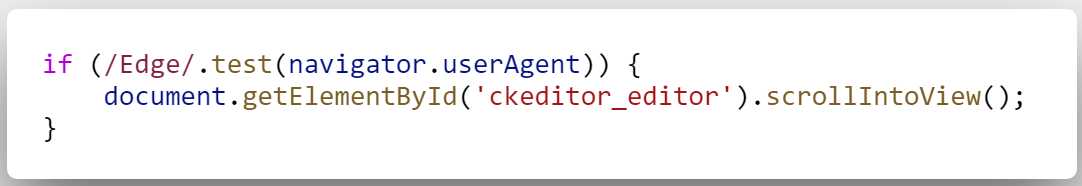 if (/Edge/.test(navigator.userAgent)) {
    document.getElementById('ckeditor_editor').scrollIntoView();
}